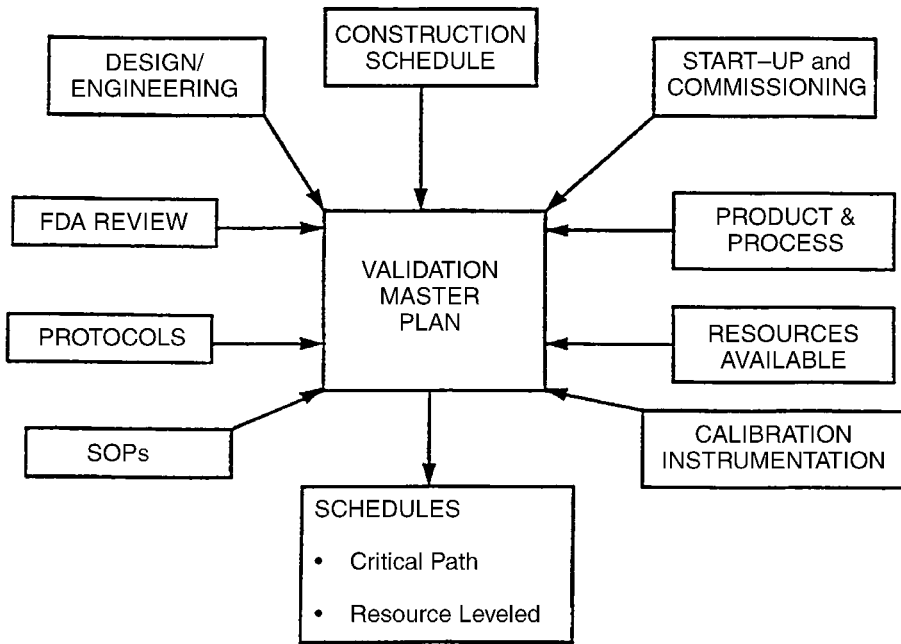 DESIGN/
ENGINEERING
CONSTRUCTION
SCHEDULE
START–UP and
COMMISSIONING
FDA REVIEW
PRODUCT &
PROCESS
VALIDATION
MASTER
PLAN
PROTOCOLS
RESOURCES
AVAILABLE
SOPs
CALIBRATION
INSTRUMENTATION
SCHEDULES
• Critical Path
• Resource Leveled